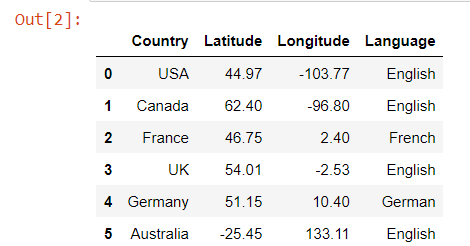 Out[2]:
Country Latitude Longitude Language
0 USA 44.97 -103.77 English
1 Canada 62.40 -96.80 English
2 France 46.75 2.40 French
3 UK 54.01 -2.53 English
4 Germany 51.15 10.40 German
5 Australia -25.45 133.11 English